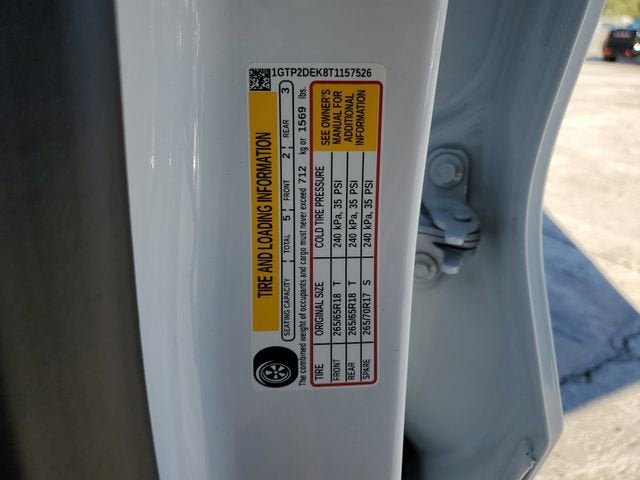 1GTP2DEK8T1157526
TIRE AND LOADING INFORMATION
SEATING CAPACITY TOTAL 5 FRONT 2 REAR 3
The combined weight of occupants and cargo must never exceed 712 kg or 1569 lbs.
TIRE ORIGINAL SIZE COLD TIRE PRESSURE
FRONT 265/65R18 T 240 kPa, 35 PSI
REAR 265/65R18 T 240 kPa, 35 PSI
SPARE 265/70R17 S 240 kPa, 35 PSI
SEE OWNER'S
MANUAL FOR
ADDITIONAL
INFORMATION